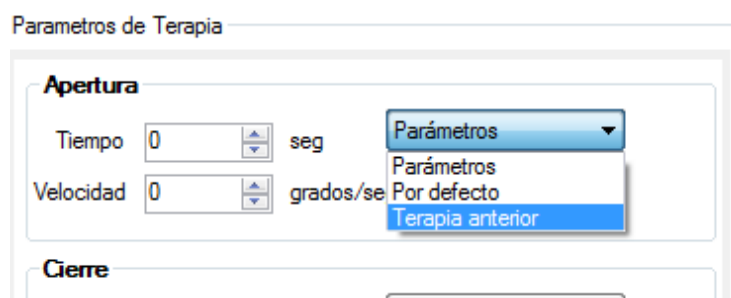 Parametros de Terapia
Apertura
Tiempo 0 seg Parámetros
Parámetros
Velocidad 0 grados/se Por defecto
Terapia anterior
Cierre